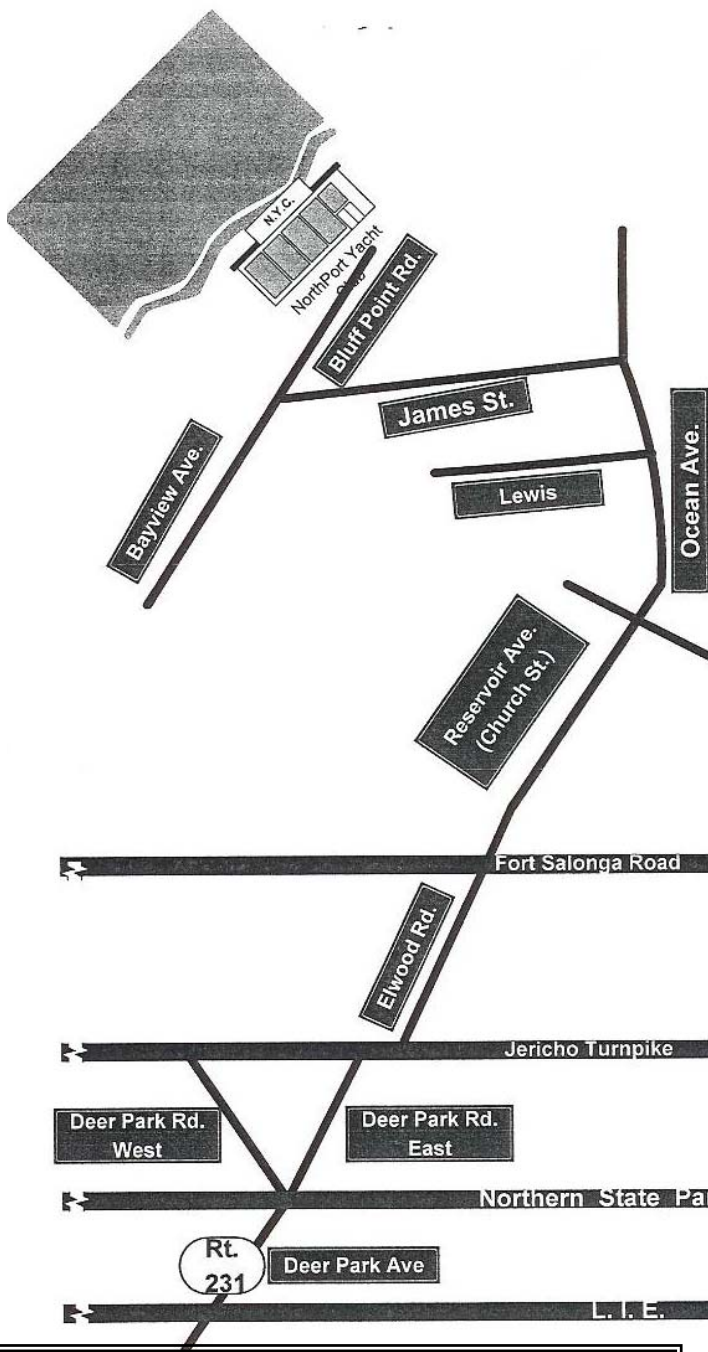 N.Y.C.
NorthPort Yacht
Bluff Point Rd.
James St.
Bayview Ave.
Lewis
Ocean Ave.
Reservoir Ave.
(Church St.)
Fort Salonga Road
Elwood Rd.
Jericho Turnpike
Deer Park Rd.
West
Deer Park Rd.
East
Northern State Pa
Rt.
231
Deer Park Ave
L. I. E.